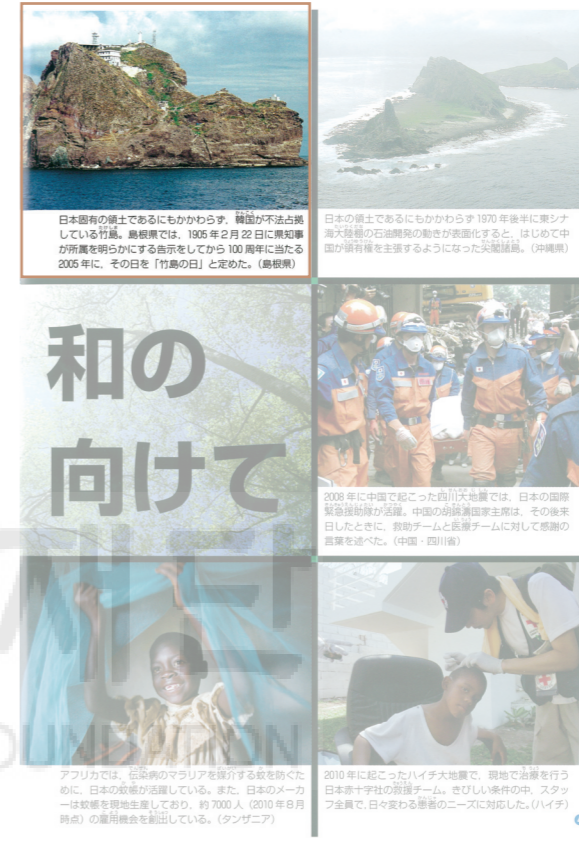 日本固有の領土であるにもかかわらず，韓国が不法占拠
している竹島。島根県では，1905年2月22日に県知事
が所属を明らかにする告示をしてから100周年に当たる
2005年に，その日を「竹島の日」と定めた。(島根県)
日本の領土であるにもかかわらず1970年後半に東シナ
海大陸棚の石油開発の動きが表面化すると，はじめて中
国が領有権を主張するようになった尖閣諸島。(沖縄県)
和の
向けて
2008年に中国で起こった四川大地震では，日本の国際
緊急援助隊が活躍。中国の胡錦濤国家主席は，その後来
日したときに，救助チームと医療チームに対して感謝の
言葉を述べた。(中国・四川省)
재단
OUNDATION
アフリカでは，伝染病のマラリアを媒介する蚊を防ぐた
めに，日本の蚊帳が活躍している。また，日本のメーカ
ーは蚊帳を現地生産しており，約7000人（2010年8月
時点）の雇用機会を創出している。(タンザニア)
2010年に起こったハイチ大地震で，現地で治療を行う
日本赤十字社の救援チーム。きびしい条件の中，スタッ
フ全員で，日々変わる患者のニーズに対応した。(ハイチ)